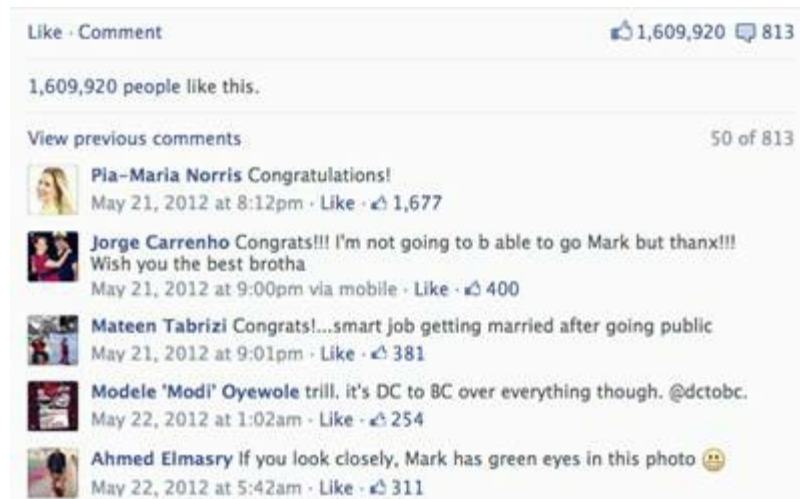 Like · Comment 1,609,920 813
1,609,920 people like this.
View previous comments 50 of 813
Pia-Maria Norris Congratulations!
May 21, 2012 at 8:12pm · Like · 1,677
Jorge Carrenho Congrats!!! I'm not going to b able to go Mark but thanx!!!
Wish you the best brotha
May 21, 2012 at 9:00pm via mobile · Like · 400
Mateen Tabrizi Congrats!...smart job getting married after going public
May 21, 2012 at 9:01pm · Like · 381
Modele 'Modi' Oyewole trill. it's DC to BC over everything though. @dctobc.
May 22, 2012 at 1:02am · Like · 254
Ahmed Elmasry If you look closely, Mark has green eyes in this photo
May 22, 2012 at 5:42am · Like · 311